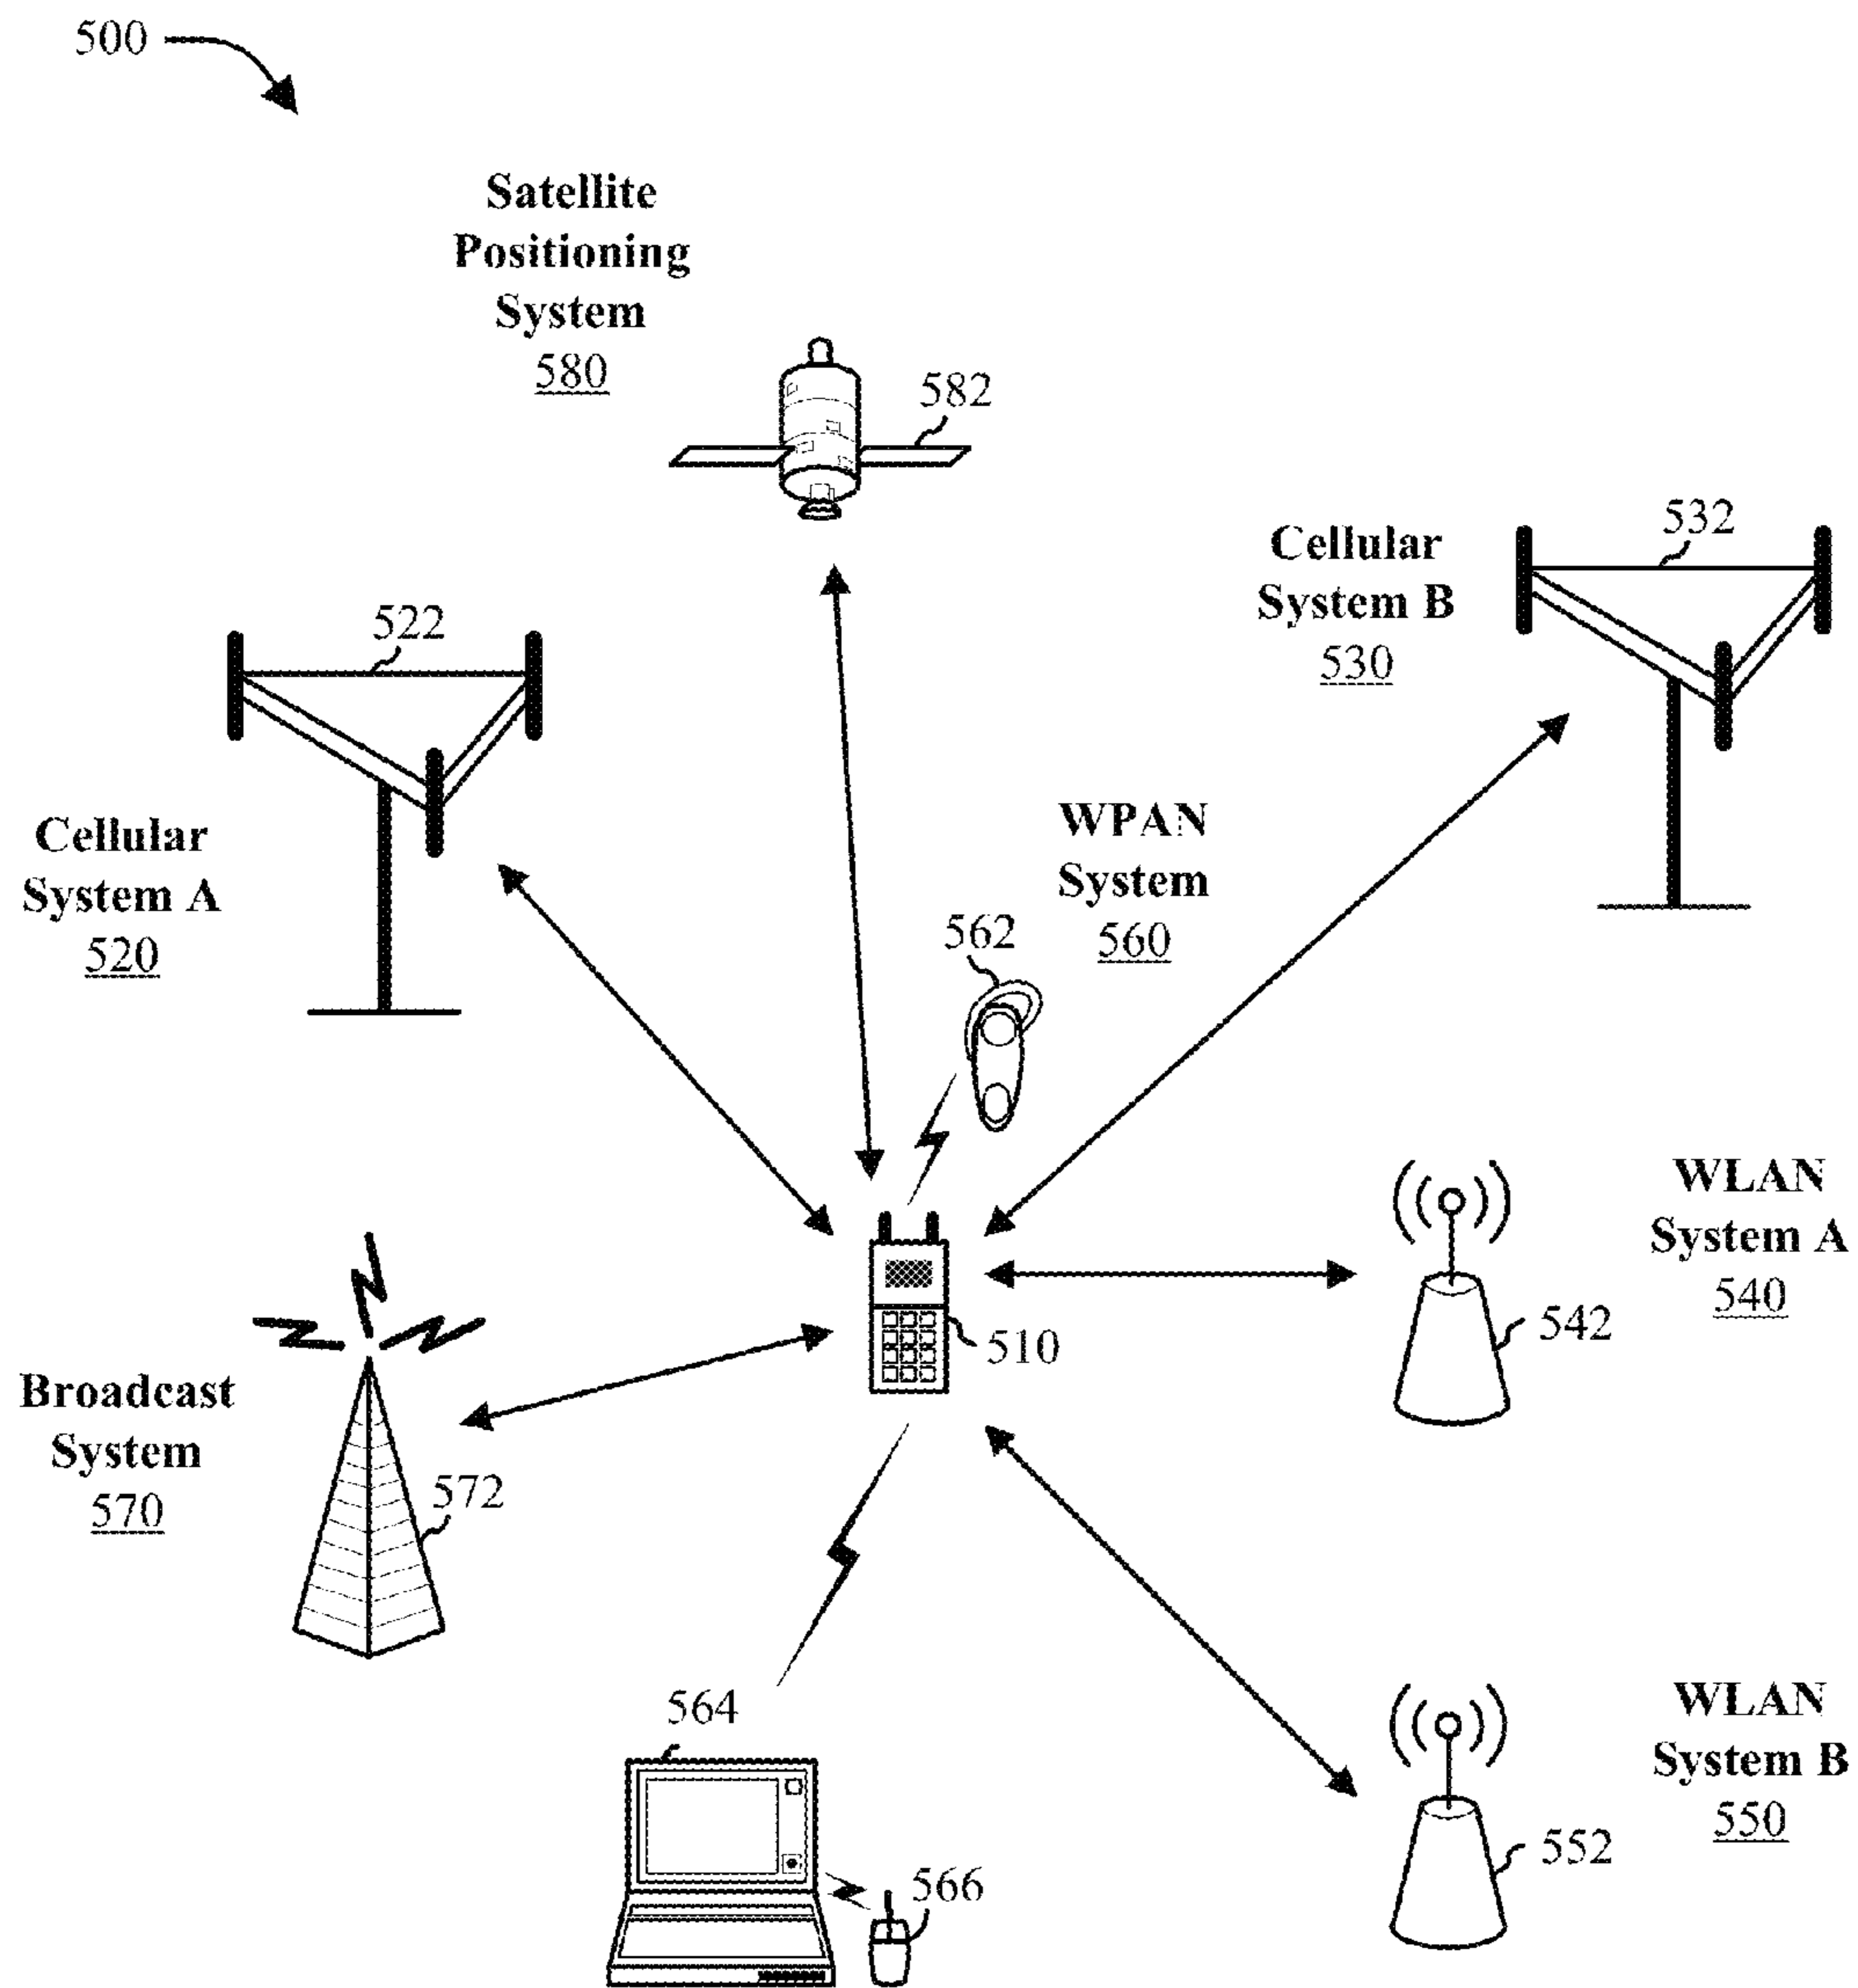 500
Satellite
Positioning
System
580
582
Cellular
System B
530
532
522
Cellular
System A
520
WPAN
System
560
562
WLAN
System A
540
542
510
Broadcast
System
570
572
564
566
WLAN
System B
550
552